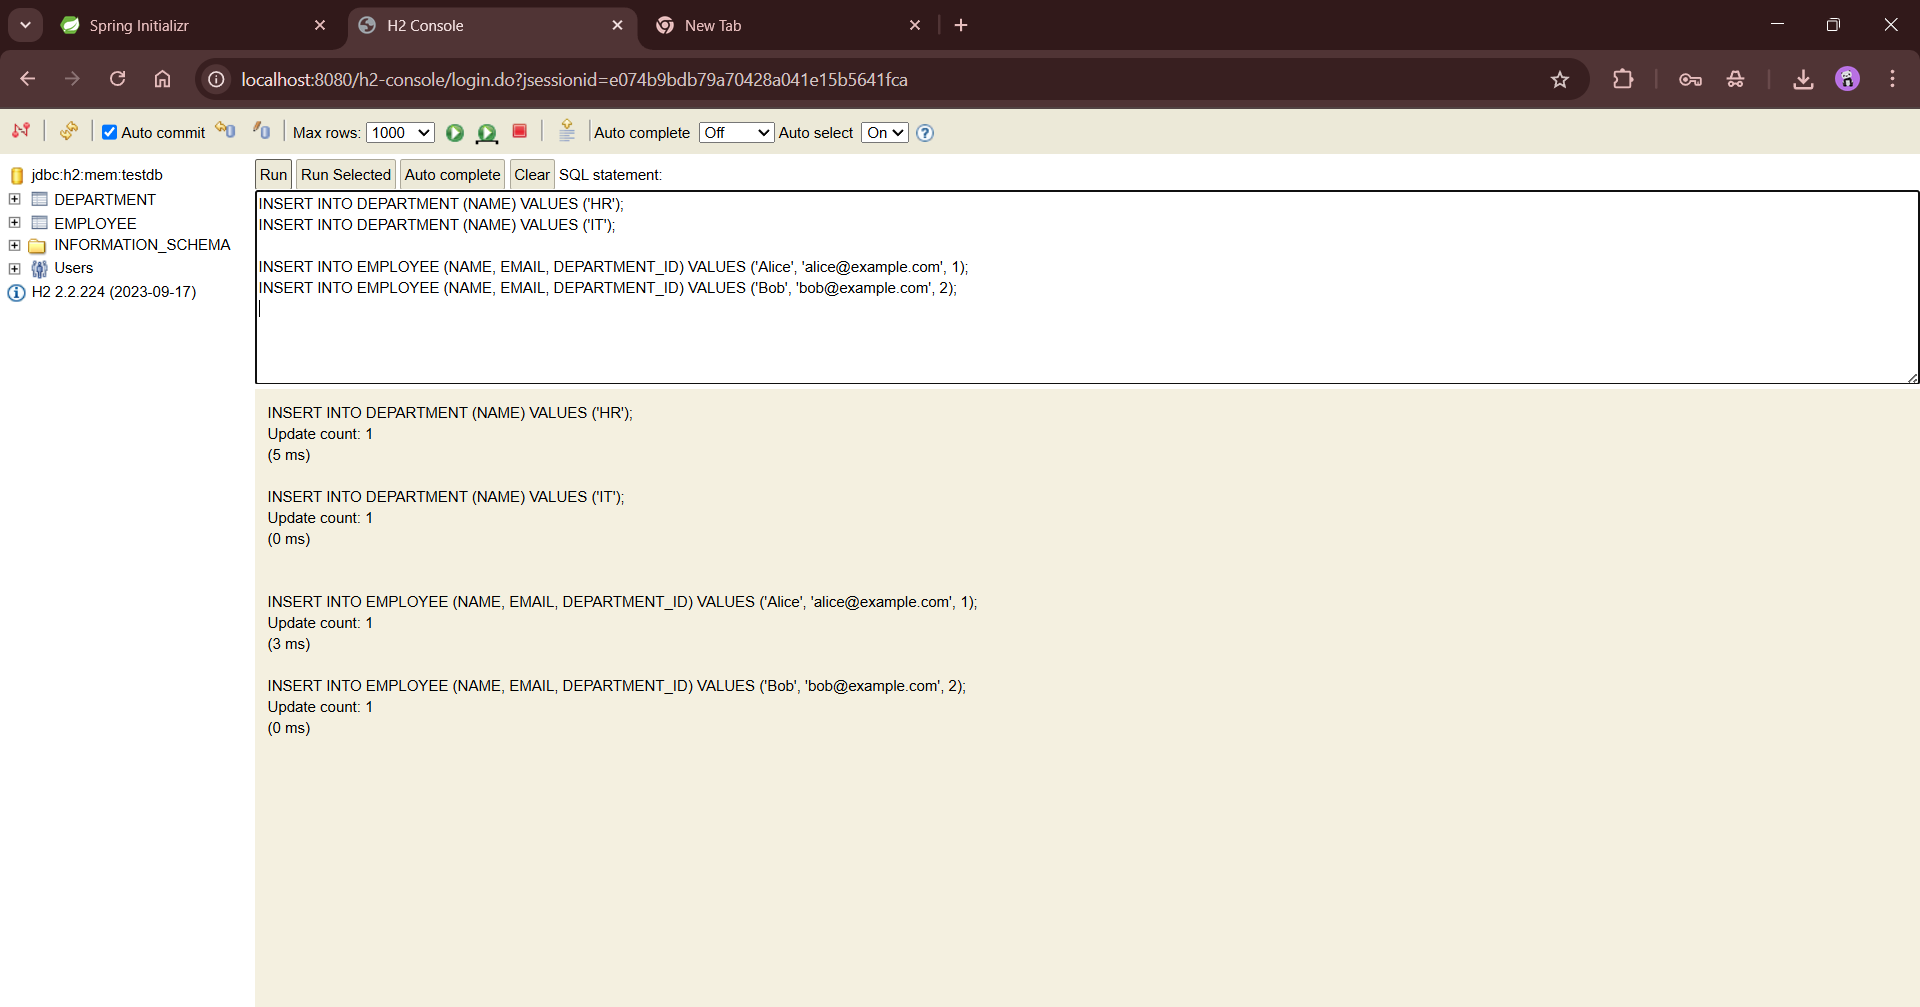 Spring Initializr
H2 Console
New Tab
localhost:8080/h2-console/login.do?jsessionid=e074b9bdb79a70428a041e15b5641fca
Auto commit
Max rows: 1000
Auto complete Off Auto select On ?
jdbc:h2:mem:testdb
DEPARTMENT
EMPLOYEE
INFORMATION_SCHEMA
Users
H2 2.2.224 (2023-09-17)
Run Run Selected Auto complete Clear SQL statement:
INSERT INTO DEPARTMENT (NAME) VALUES ('HR');
INSERT INTO DEPARTMENT (NAME) VALUES ('IT');
INSERT INTO EMPLOYEE (NAME, EMAIL, DEPARTMENT_ID) VALUES ('Alice', 'alice@example.com', 1);
INSERT INTO EMPLOYEE (NAME, EMAIL, DEPARTMENT_ID) VALUES ('Bob', 'bob@example.com', 2);
INSERT INTO DEPARTMENT (NAME) VALUES ('HR');
Update count: 1
(5 ms)
INSERT INTO DEPARTMENT (NAME) VALUES ('IT');
Update count: 1
(0 ms)
INSERT INTO EMPLOYEE (NAME, EMAIL, DEPARTMENT_ID) VALUES ('Alice', 'alice@example.com', 1);
Update count: 1
(3 ms)
INSERT INTO EMPLOYEE (NAME, EMAIL, DEPARTMENT_ID) VALUES ('Bob', 'bob@example.com', 2);
Update count: 1
(0 ms)